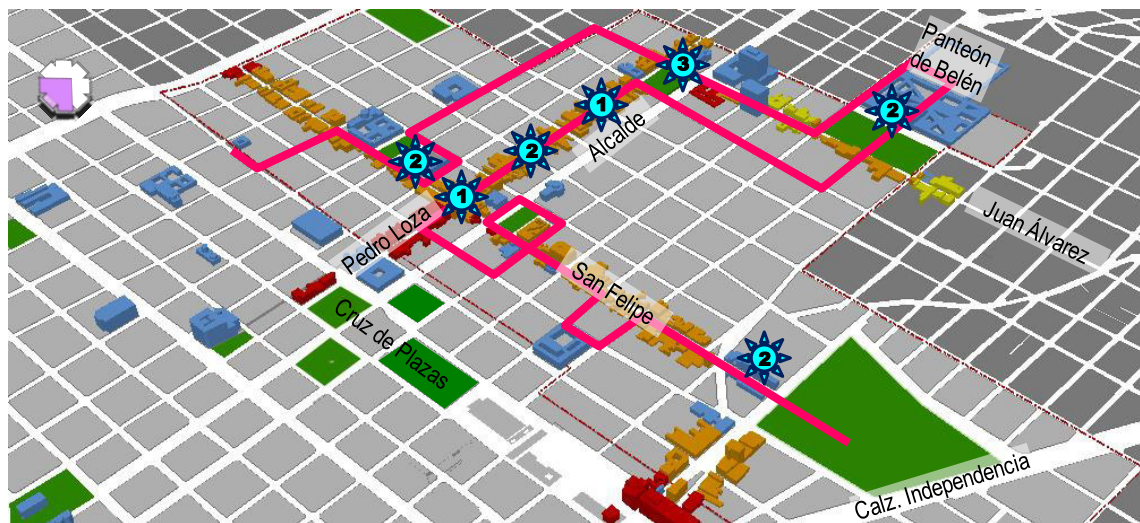 Panteón
de Belén
3
1
2
Alcalde
2
2
1
Pedro Loza
Juan Álvarez
San Felipe
Cruz de Plazas
2
Calz. Independencia